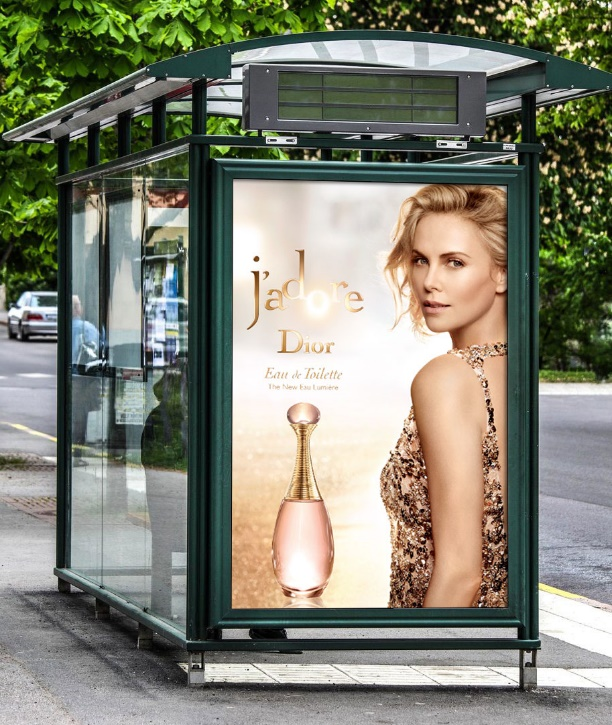 j'adore
Dior
Eau de Toilette
The New Eau Lumière